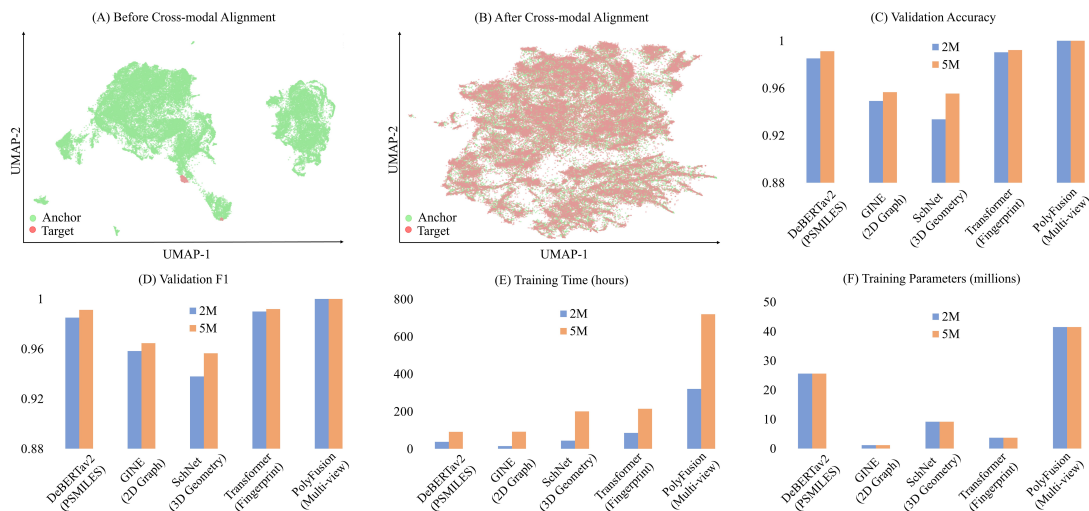 (A) Before Cross-modal Alignment
UMAP-2
Anchor
Target
UMAP-1
(B) After Cross-modal Alignment
UMAP-2
Anchor
Target
UMAP-1
(C) Validation Accuracy
1
0.96
0.92
0.88
2M
5M
DeBERTav2
(PSMILES)
GINE
(2D Graph)
SchNet
(3D Geometry)
Transformer
(Fingerprint)
PolyFusion
(Multi-view)
(D) Validation F1
1
0.96
0.92
0.88
2M
5M
DeBERTav2
(PSMILES)
GINE
(2D Graph)
SchNet
(3D Geometry)
Transformer
(Fingerprint)
PolyFusion
(Multi-view)
(E) Training Time (hours)
800
600
400
200
0
2M
5M
DeBERTav2
(PSMILES)
GINE
(2D Graph)
SchNet
(3D Geometry)
Transformer
(Fingerprint)
PolyFusion
(Multi-view)
(F) Training Parameters (millions)
50
40
30
20
10
0
2M
5M
DeBERTav2
(PSMILES)
GINE
(2D Graph)
SchNet
(3D Geometry)
Transformer
(Fingerprint)
PolyFusion
(Multi-view)